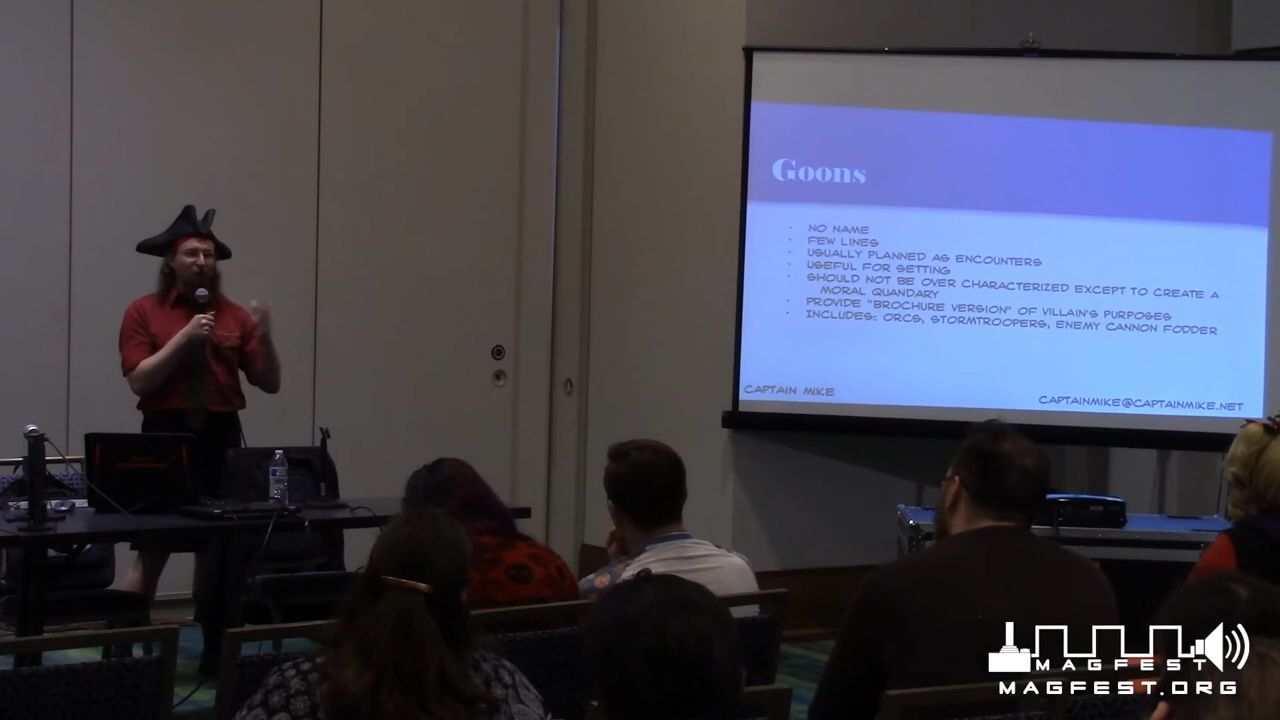 Goons
· NO NAME
· FEW LINES
· USUALLY PLANNED AS ENCOUNTERS
· USEFUL FOR SETTING
· SHOULD NOT BE OVER CHARACTERIZED EXCEPT TO CREATE A
MORAL QUANDARY
· PROVIDE "BROCHURE VERSION" OF VILLAIN'S PURPOSES
· INCLUDES: ORCS, STORMTROOPERS, ENEMY CANNON FODDER
CAPTAIN MIKE
CAPTAINMIKE@CAPTAINMIKE.NET
MAGFEST
MAGFEST.ORG